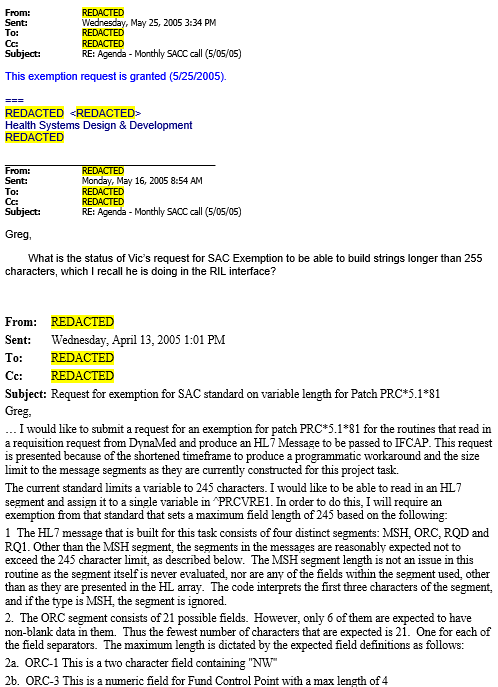 From: REDACTED
Sent: Wednesday, May 25, 2005 3:34 PM
To: REDACTED
Cc: REDACTED
Subject: RE: Agenda - Monthly SACC call (5/05/05)
This exemption request is granted (5/25/2005).
===
REDACTED <REDACTED>
Health Systems Design & Development
REDACTED
From: REDACTED
Sent: Monday, May 16, 2005 8:54 AM
To: REDACTED
Cc: REDACTED
Subject: RE: Agenda - Monthly SACC call (5/05/05)
Greg,
What is the status of Vic's request for SAC Exemption to be able to build strings longer than 255
characters, which I recall he is doing in the RIL interface?
From: REDACTED
Sent: Wednesday, April 13, 2005 1:01 PM
To: REDACTED
Cc: REDACTED
Subject: Request for exemption for SAC standard on variable length for Patch PRC*5.1*81
Greg,
… I would like to submit a request for an exemption for patch PRC*5.1*81 for the routines that read in
a requisition request from DynaMed and produce an HL7 Message to be passed to IFCAP. This request
is presented because of the shortened timeframe to produce a programmatic workaround and the size
limit to the message segments as they are currently constructed for this project task.
The current standard limits a variable to 245 characters. I would like to be able to read in an HL7
segment and assign it to a single variable in ^PRCVRE1. In order to do this, I will require an
exemption from that standard that sets a maximum field length of 245 based on the following:
1 The HL7 message that is built for this task consists of four distinct segments: MSH, ORC, RQD and
RQ1. Other than the MSH segment, the segments in the messages are reasonably expected not to
exceed the 245 character limit, as described below. The MSH segment length is not an issue in this
routine as the segment itself is never evaluated, nor are any of the fields within the segment used, other
than as they are presented in the HL array. The code interprets the first three characters of the segment,
and if the type is MSH, the segment is ignored.
2. The ORC segment consists of 21 possible fields. However, only 6 of them are expected to have
non-blank data in them. Thus the fewest number of characters that are expected is 21. One for each of
the field separators. The maximum length is dictated by the expected field definitions as follows:
2a. ORC-1 This is a two character field containing "NW"
2b. ORC-3 This is a numeric field for Fund Control Point with a max length of 4